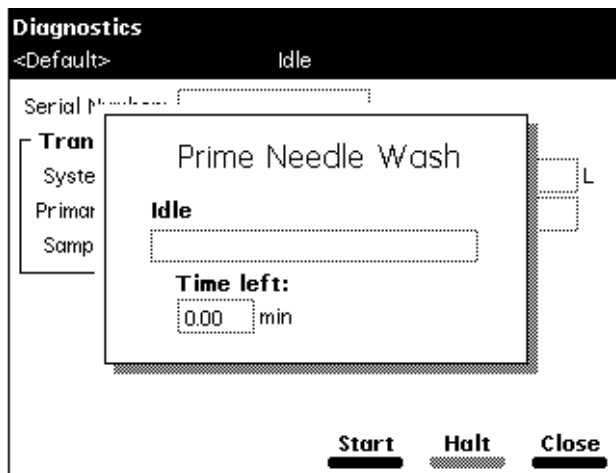 Diagnostics
<Default> Idle
Serial
Tran
Syste
L
Primar
Samp
Prime Needle Wash
Idle
Time left:
0.00 min
Start Halt Close